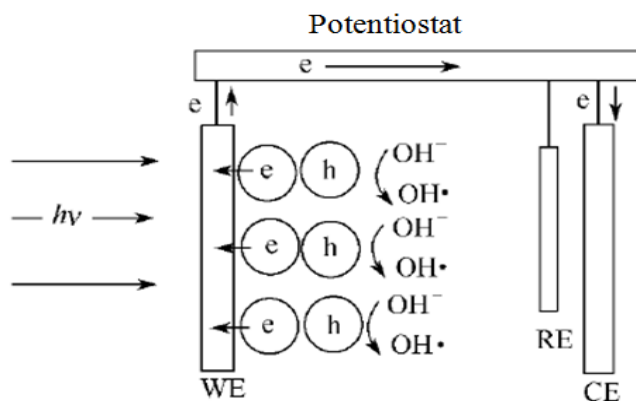 Potentiostat
e
e
e
e h OH⁻
OH•
hν
e h OH⁻
OH•
e h OH⁻
OH•
WE
RE
CE